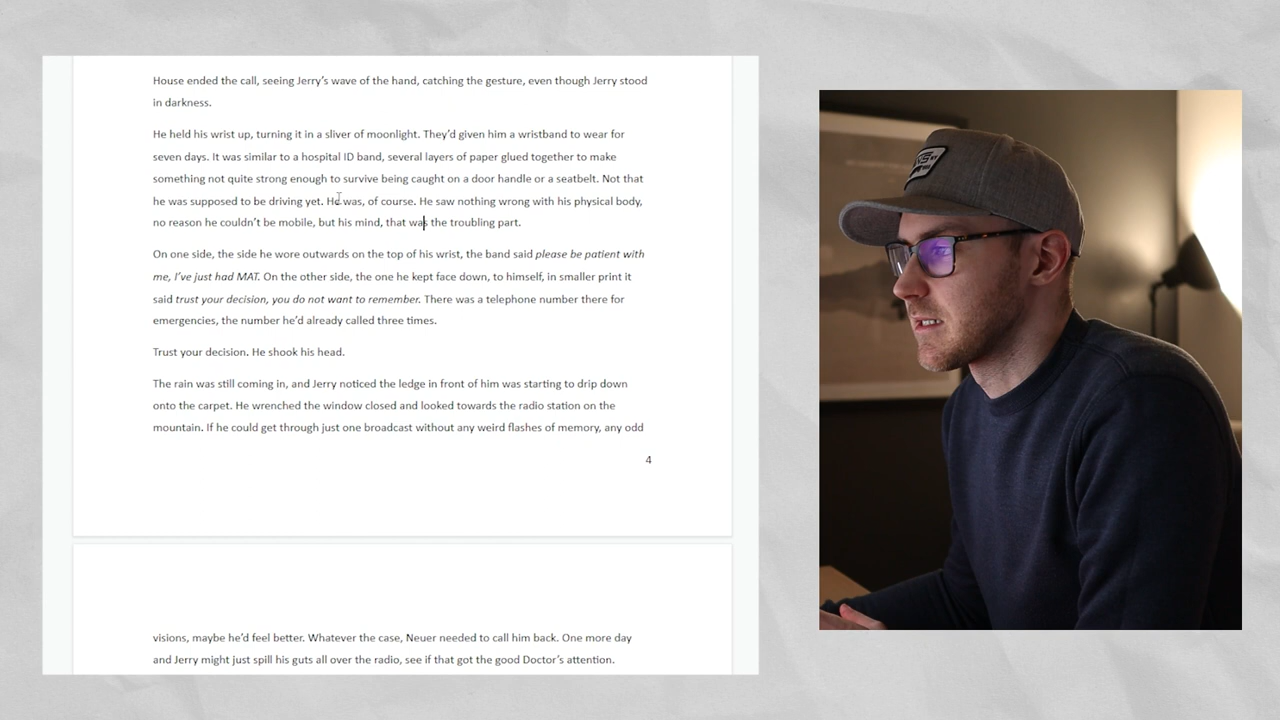 House ended the call, seeing Jerry’s wave of the hand, catching the gesture, even though Jerry stood
in darkness.
He held his wrist up, turning it in a sliver of moonlight. They’d given him a wristband to wear for
seven days. It was similar to a hospital ID band, several layers of paper glued together to make
something not quite strong enough to survive being caught on a door handle or a seatbelt. Not that
he was supposed to be driving yet. He was, of course. He saw nothing wrong with his physical body,
no reason he couldn’t be mobile, but his mind, that was the troubling part.
On one side, the side he wore outwards on the top of his wrist, the band said please be patient with
me, I’ve just had MAT. On the other side, the one he kept face down, to himself, in smaller print it
said trust your decision, you do not want to remember. There was a telephone number there for
emergencies, the number he’d already called three times.
Trust your decision. He shook his head.
The rain was still coming in, and Jerry noticed the ledge in front of him was starting to drip down
onto the carpet. He wrenched the window closed and looked towards the radio station on the
mountain. If he could get through just one broadcast without any weird flashes of memory, any odd
4
visions, maybe he’d feel better. Whatever the case, Neuer needed to call him back. One more day
and Jerry might just spill his guts all over the radio, see if that got the good Doctor’s attention.